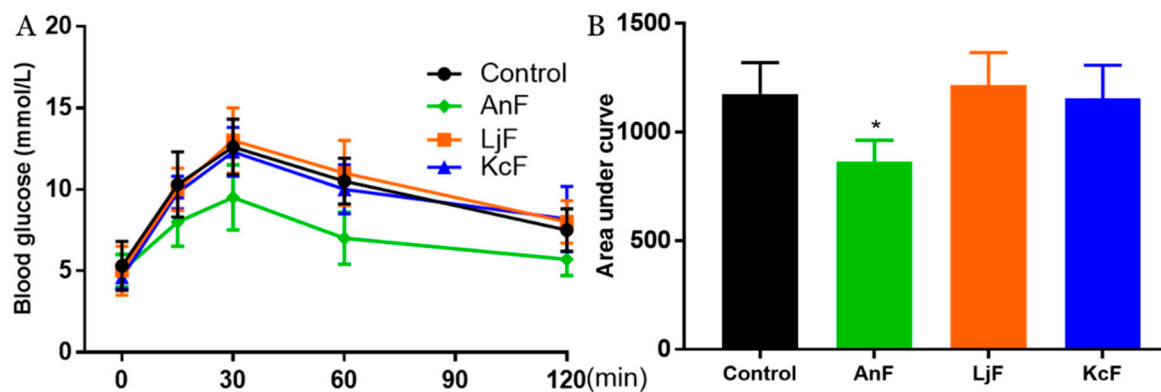 A
Blood glucose (mmol/L)
20
15
10
5
0
Control
AnF
LjF
KcF
0
30
60
90
120
(min)
B
Area under curve
1500
1000
500
0
*
Control
AnF
LjF
KcF